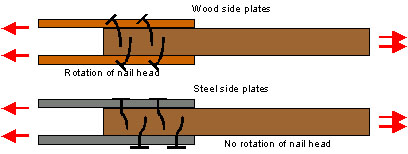 Wood side plates
Rotation of nail head
Steel side plates
No rotation of nail head